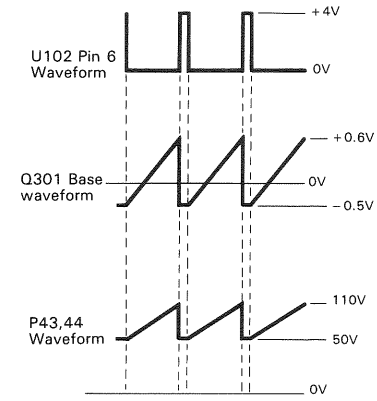 +4V
U102 Pin 6
Waveform
0V
+0.6V
Q301 Base
waveform
0V
-0.5V
110V
P43,44
Waveform
50V
0V